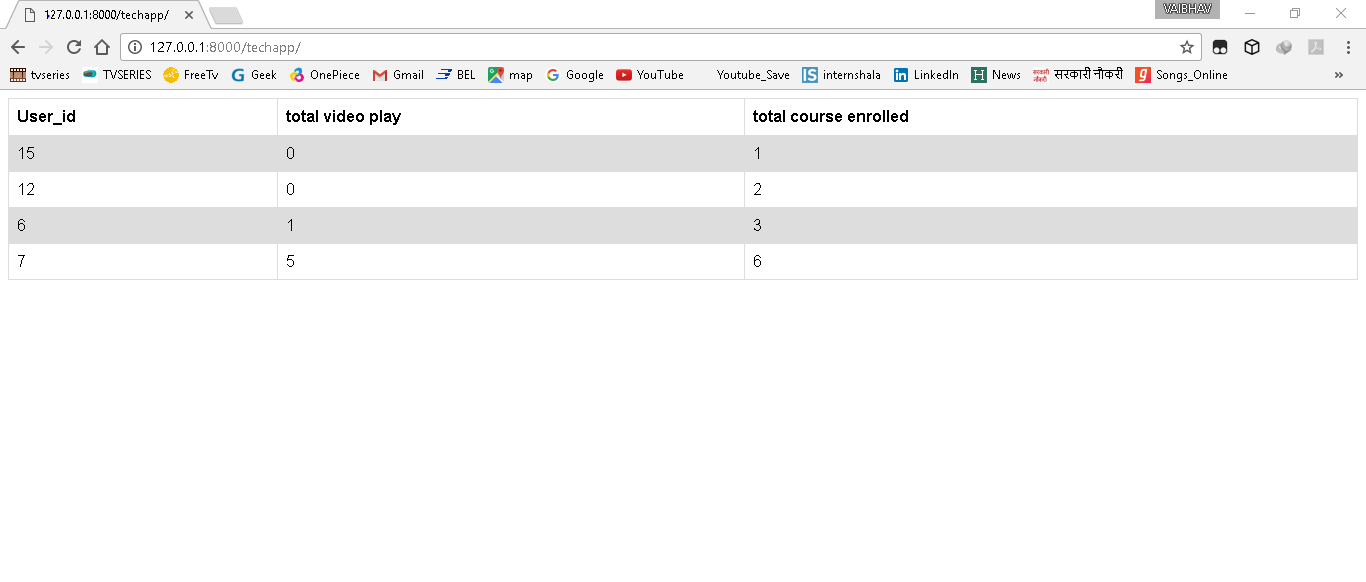 127.0.0.1:8000/techapp/
VAIBHAV
127.0.0.1:8000/techapp/
tvseries TVSERIES FreeTv Geek OnePiece Gmail BEL map Google YouTube Youtube_Save internshala LinkedIn News सरकारी नौकरी Songs_Online »
User_id total video play total course enrolled
15 0 1
12 0 2
6 1 3
7 5 6